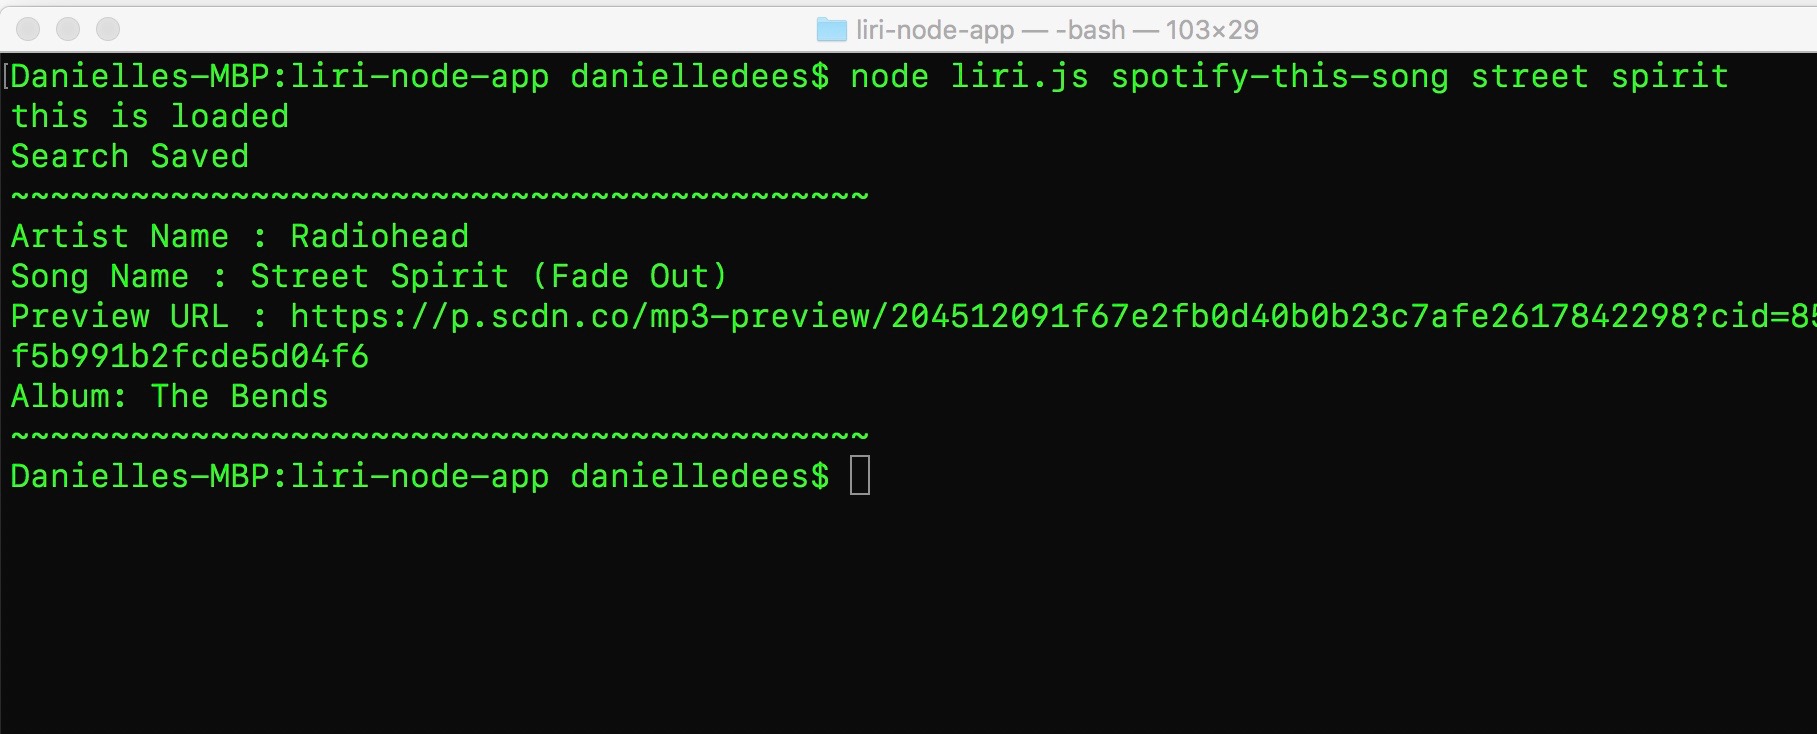 liri-node-app — -bash — 103×29
Danielles-MBP:liri-node-app danielledees$ node liri.js spotify-this-song street spirit
this is loaded
Search Saved
~~~~~~~~~~~~~~~~~~~~~~~~~~~~~~~~~~~~~~~~~~~
Artist Name : Radiohead
Song Name : Street Spirit (Fade Out)
Preview URL : https://p.scdn.co/mp3-preview/204512091f67e2fb0d40b0b23c7afe2617842298?cid=85
f5b991b2fcde5d04f6
Album: The Bends
~~~~~~~~~~~~~~~~~~~~~~~~~~~~~~~~~~~~~~~~~~~
Danielles-MBP:liri-node-app danielledees$